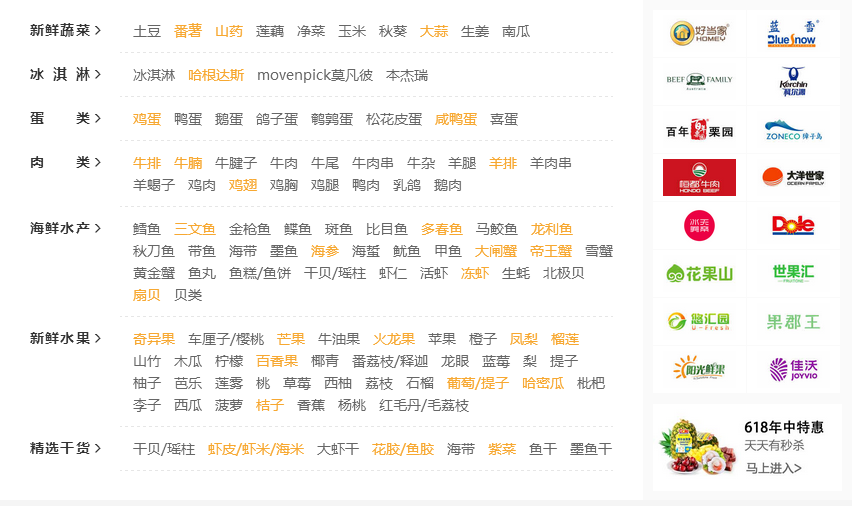 新鲜蔬菜 > 土豆 番薯 山药 莲藕 净菜 玉米 秋葵 大蒜 生姜 南瓜
冰淇淋 > 冰淇淋 哈根达斯 movenpick莫凡彼 本杰瑞
蛋类 > 鸡蛋 鸭蛋 鹅蛋 鸽子蛋 鹌鹑蛋 松花皮蛋 咸鸭蛋 喜蛋
肉类 > 牛排 牛腩 牛腱子 牛肉 牛尾 牛肉串 牛杂 羊腿 羊排 羊肉串
羊蝎子 鸡肉 鸡翅 鸡胸 鸡腿 鸭肉 乳鸽 鹅肉
海鲜水产 > 鳕鱼 三文鱼 金枪鱼 鲽鱼 斑鱼 比目鱼 多春鱼 马鲛鱼 龙利鱼
秋刀鱼 带鱼 海带 墨鱼 海参 海蜇 鱿鱼 甲鱼 大闸蟹 帝王蟹 雪蟹
黄金蟹 鱼丸 鱼糕/鱼饼 干贝/瑶柱 虾仁 活虾 冻虾 生蚝 北极贝
扇贝 贝类
新鲜水果 > 奇异果 车厘子/樱桃 芒果 牛油果 火龙果 苹果 橙子 凤梨 榴莲
山竹 木瓜 柠檬 百香果 椰青 番荔枝/释迦 龙眼 蓝莓 梨 提子
柚子 芭乐 莲雾 桃 草莓 西柚 荔枝 石榴 葡萄/提子 哈密瓜 枇杷
李子 西瓜 菠萝 桔子 香蕉 杨桃 红毛丹/毛荔枝
精选干货 > 干贝/瑶柱 虾皮/虾米/海米 大虾干 花胶/鱼胶 海带 紫菜 鱼干 墨鱼干
好当家
HOMEY
蓝雪
Blue Snow
BEEF FAMILY
Kerchin
科尔沁
百年栗园
ZONECO 獐子岛
恒都牛肉
HONDO BEEF
大洋世家
OCEAN FAMILY
冰天美帝
Dole
花果山
世果汇
悠汇园
U-Fresh
果郡王
阳光鲜果
佳沃
JOYVIO
618年中特惠
天天有秒杀
马上进入>